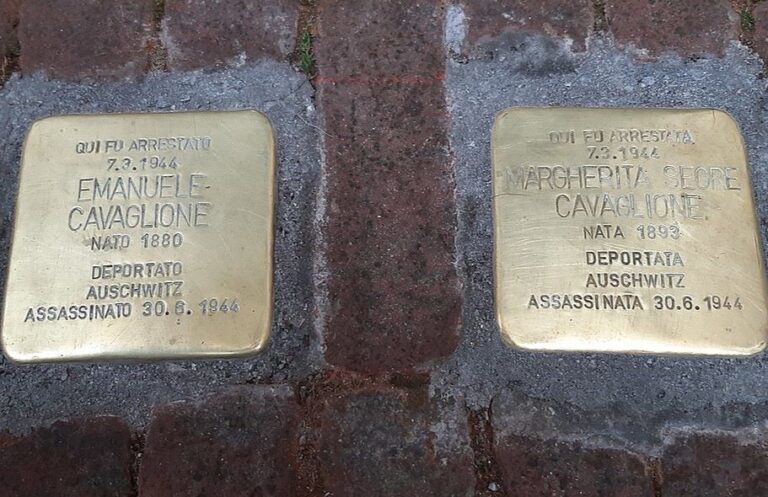 QUI FU ARRESTATO
7.3.1944
EMANUELE
CAVAGLIONE
NATO 1880
DEPORTATO
AUSCHWITZ
ASSASSINATO 30.6.1944
QUI FU ARRESTATA
7.3.1944
MARGHERITA SEGRE
CAVAGLIONE
NATA 1893
DEPORTATA
AUSCHWITZ
ASSASSINATA 30.6.1944